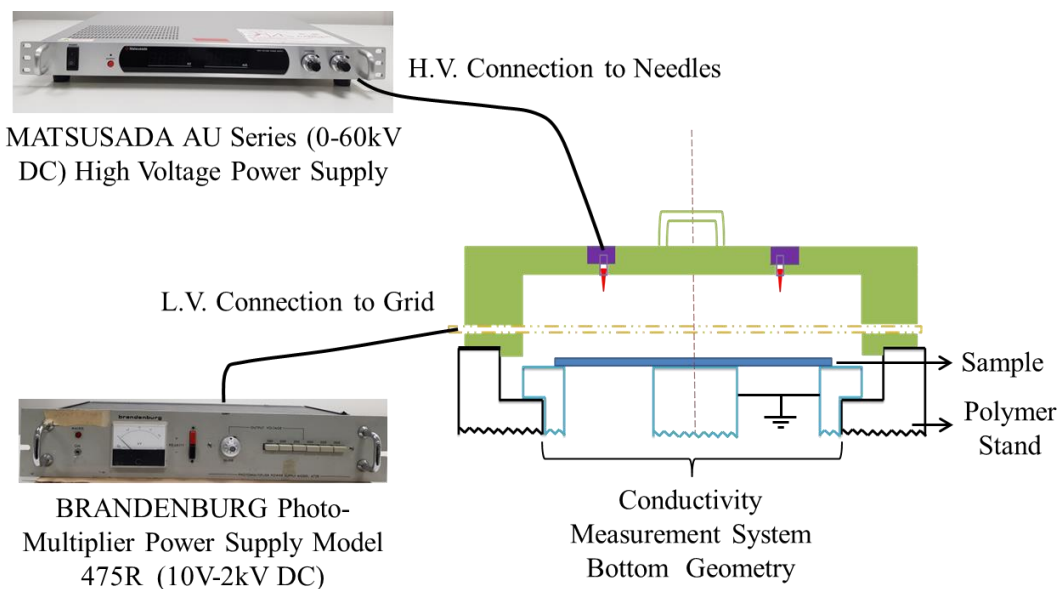 H.V. Connection to Needles
MATSUSADA AU Series (0-60kV
DC) High Voltage Power Supply
L.V. Connection to Grid
Sample
Polymer
Stand
brandenburg
BRANDENBURG Photo-
Multiplier Power Supply Model
475R (10V-2kV DC)
Conductivity
Measurement System
Bottom Geometry